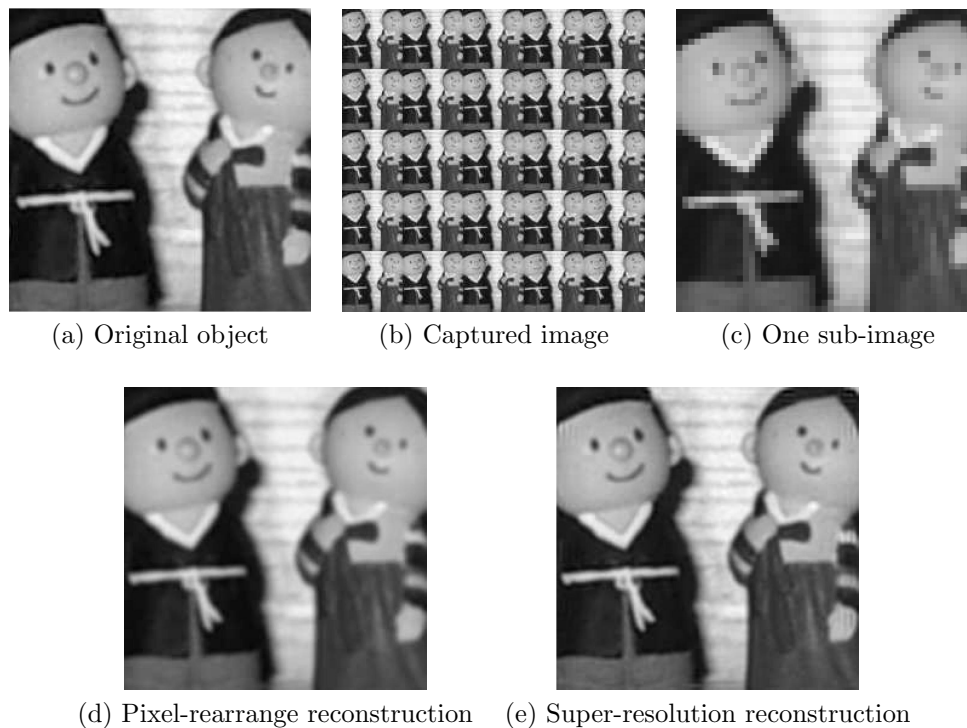 (a) Original object
(b) Captured image
(c) One sub-image
(d) Pixel-rearrange reconstruction
(e) Super-resolution reconstruction